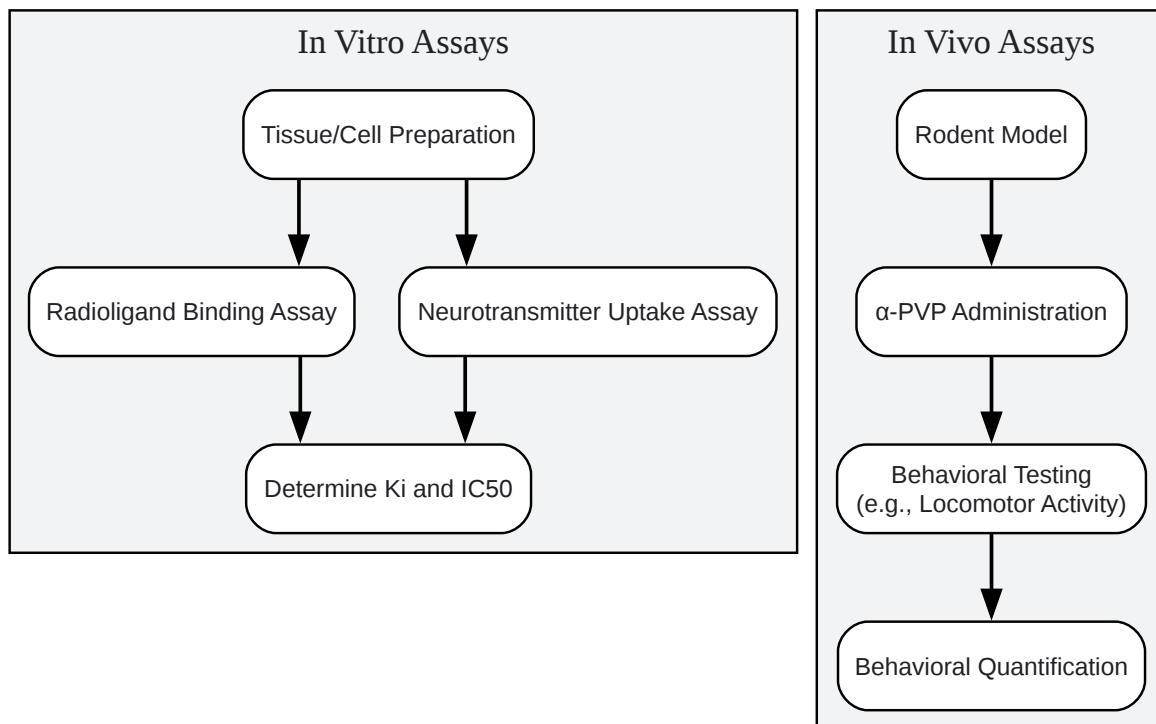 In Vitro Assays
Tissue/Cell Preparation
Radioligand Binding Assay
Neurotransmitter Uptake Assay
Determine Ki and IC50
In Vivo Assays
Rodent Model
α-PVP Administration
Behavioral Testing
(e.g., Locomotor Activity)
Behavioral Quantification